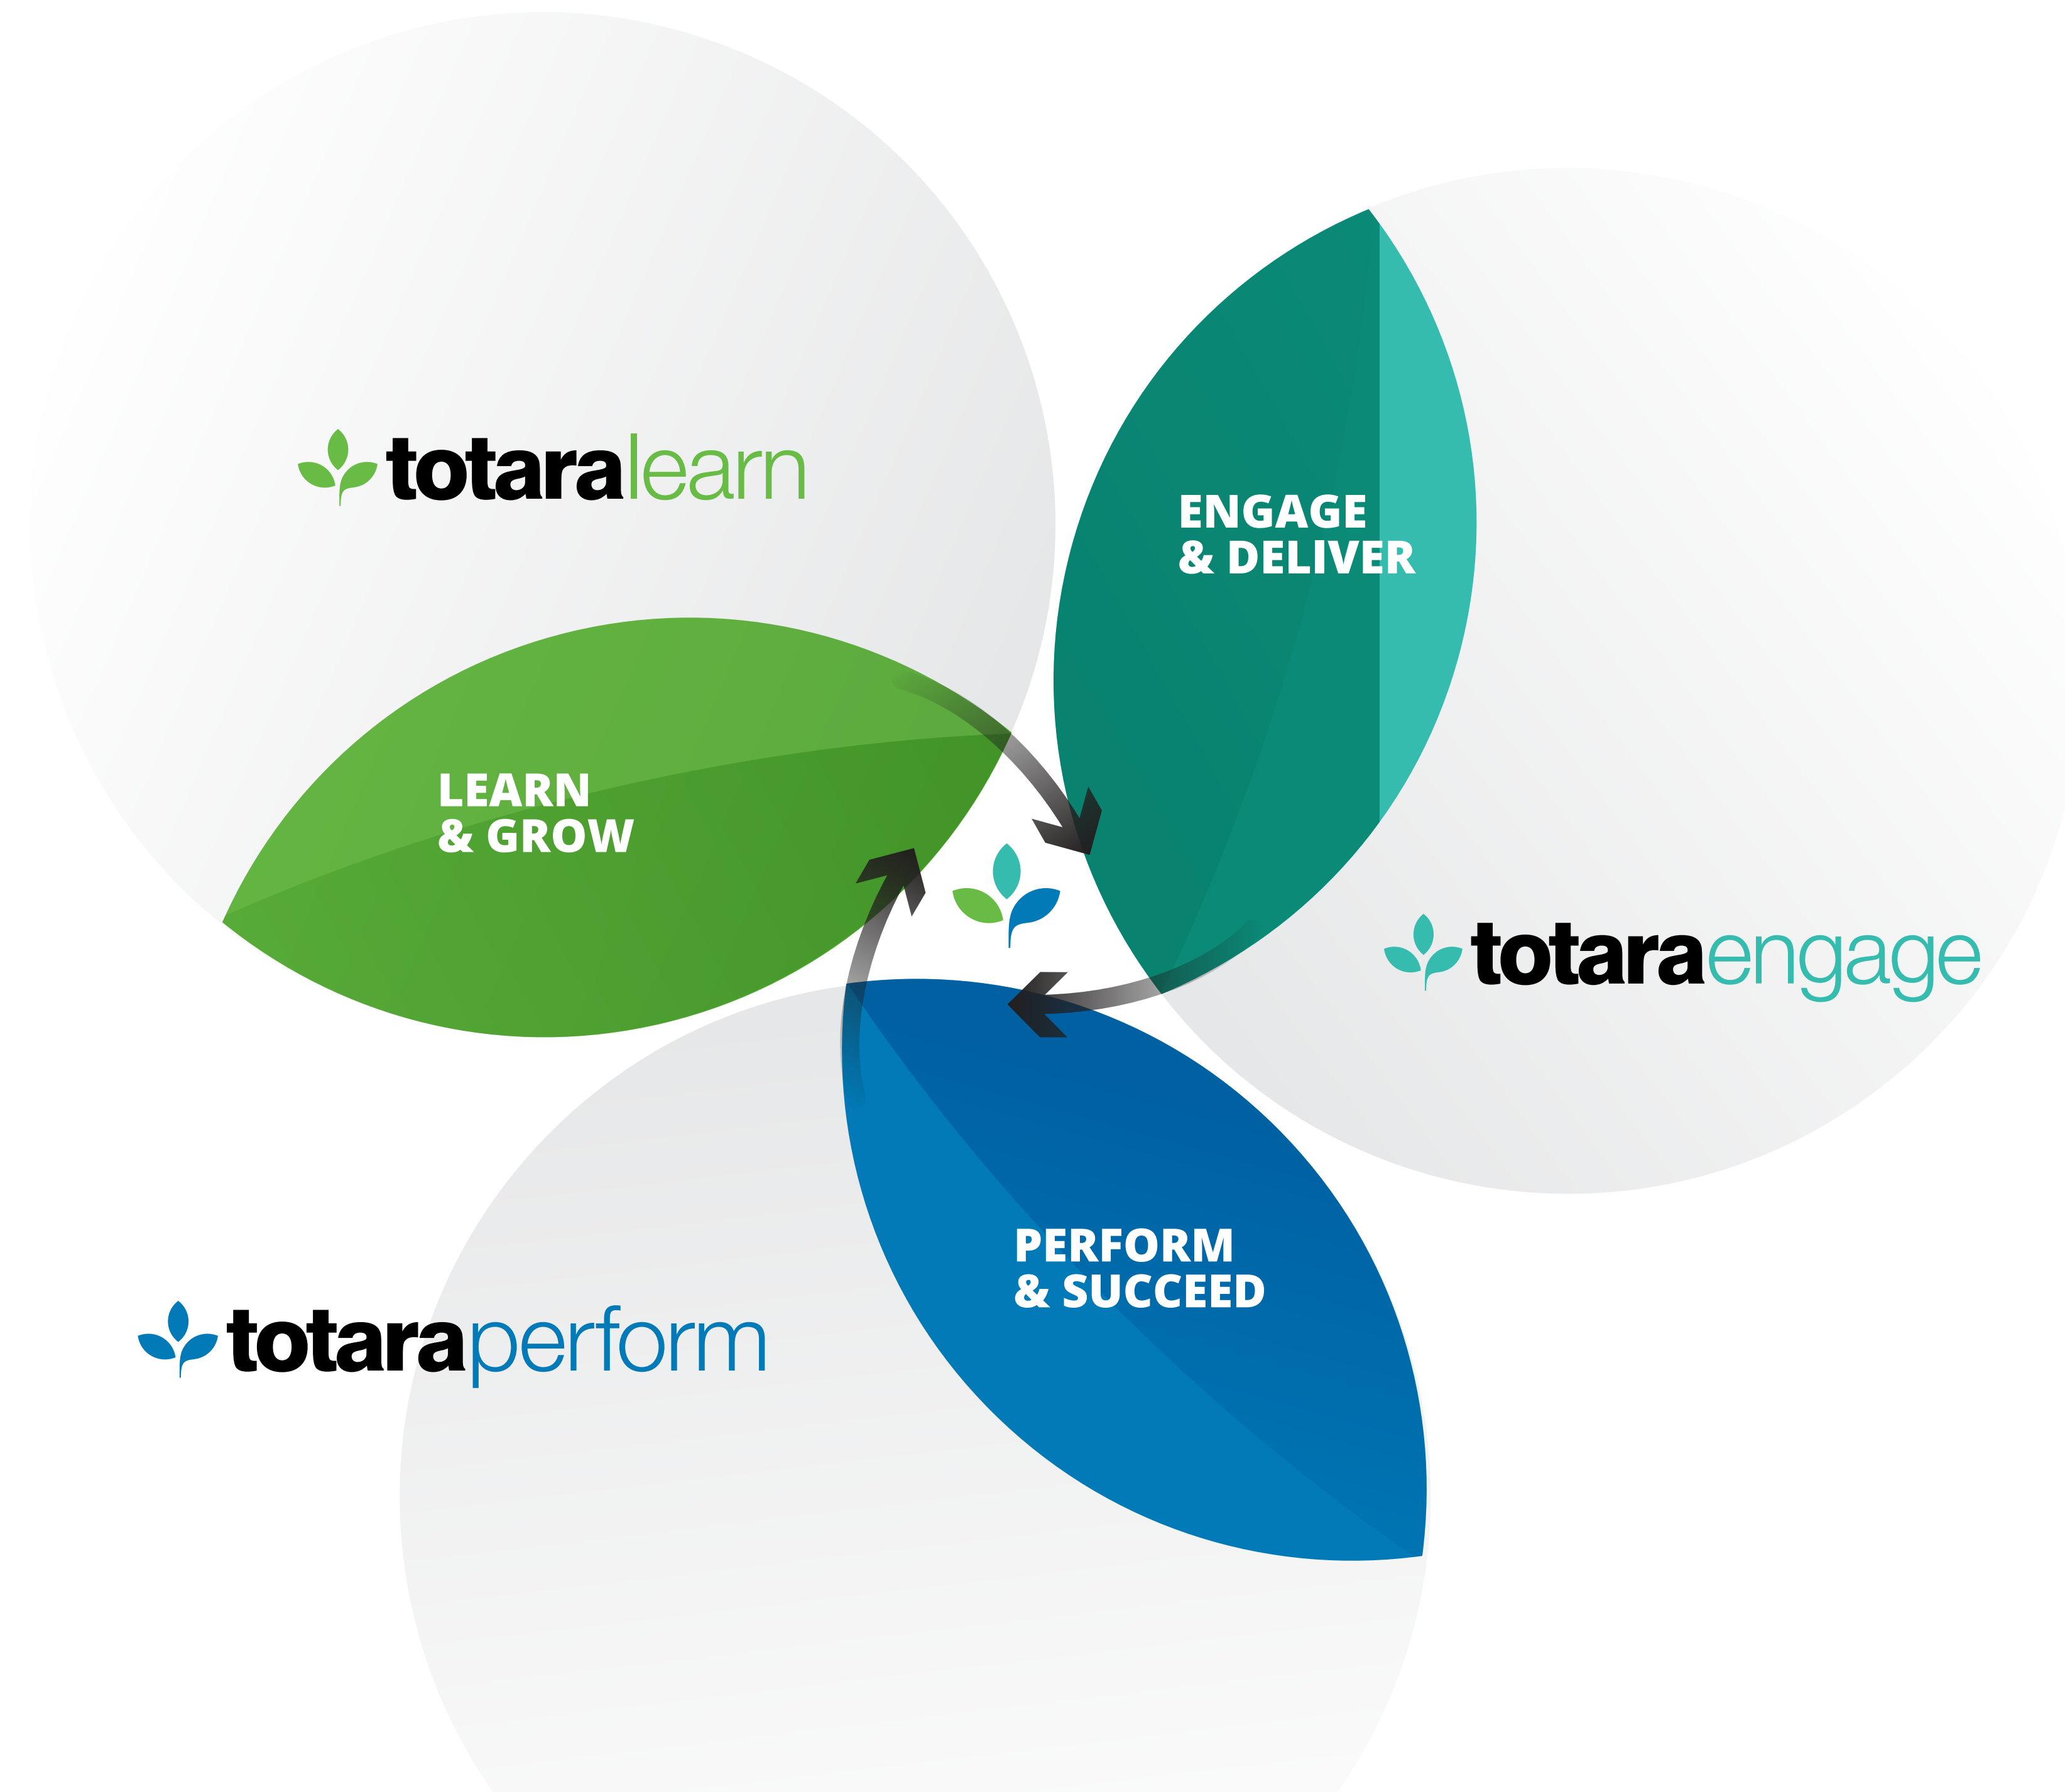 totaralearn
ENGAGE
& DELIVER
LEARN
& GROW
totaraengage
PERFORM
& SUCCEED
totaraperform